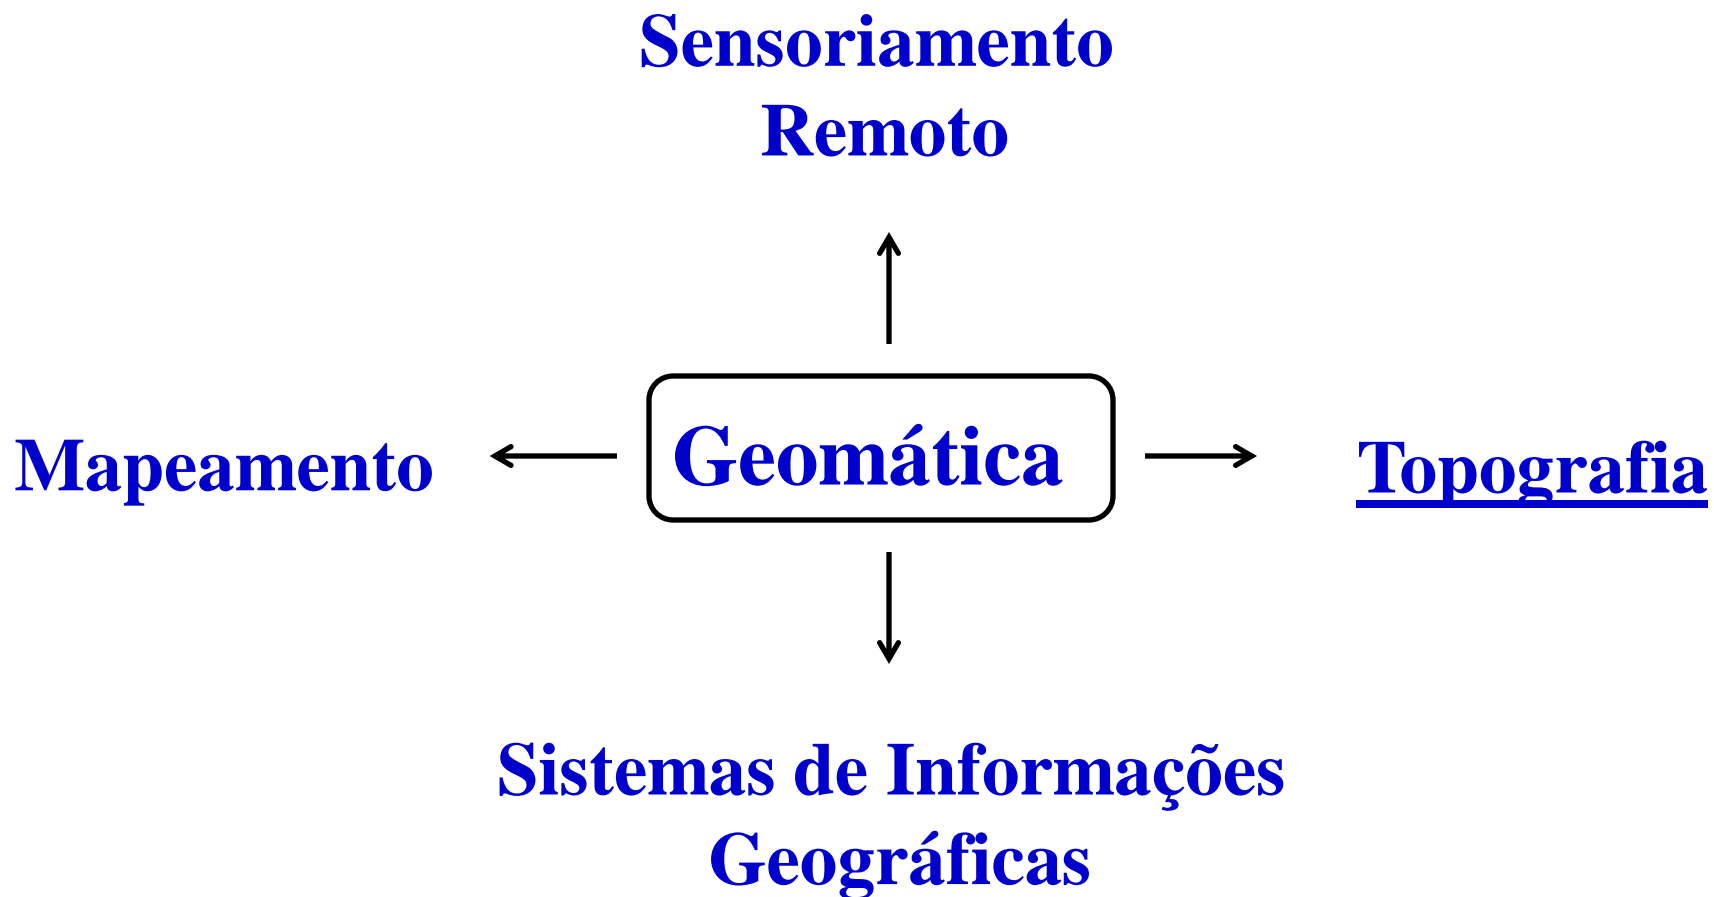 Sensoriamento
Remoto
Mapeamento
Geomática
Topografia
Sistemas de Informações
Geográficas